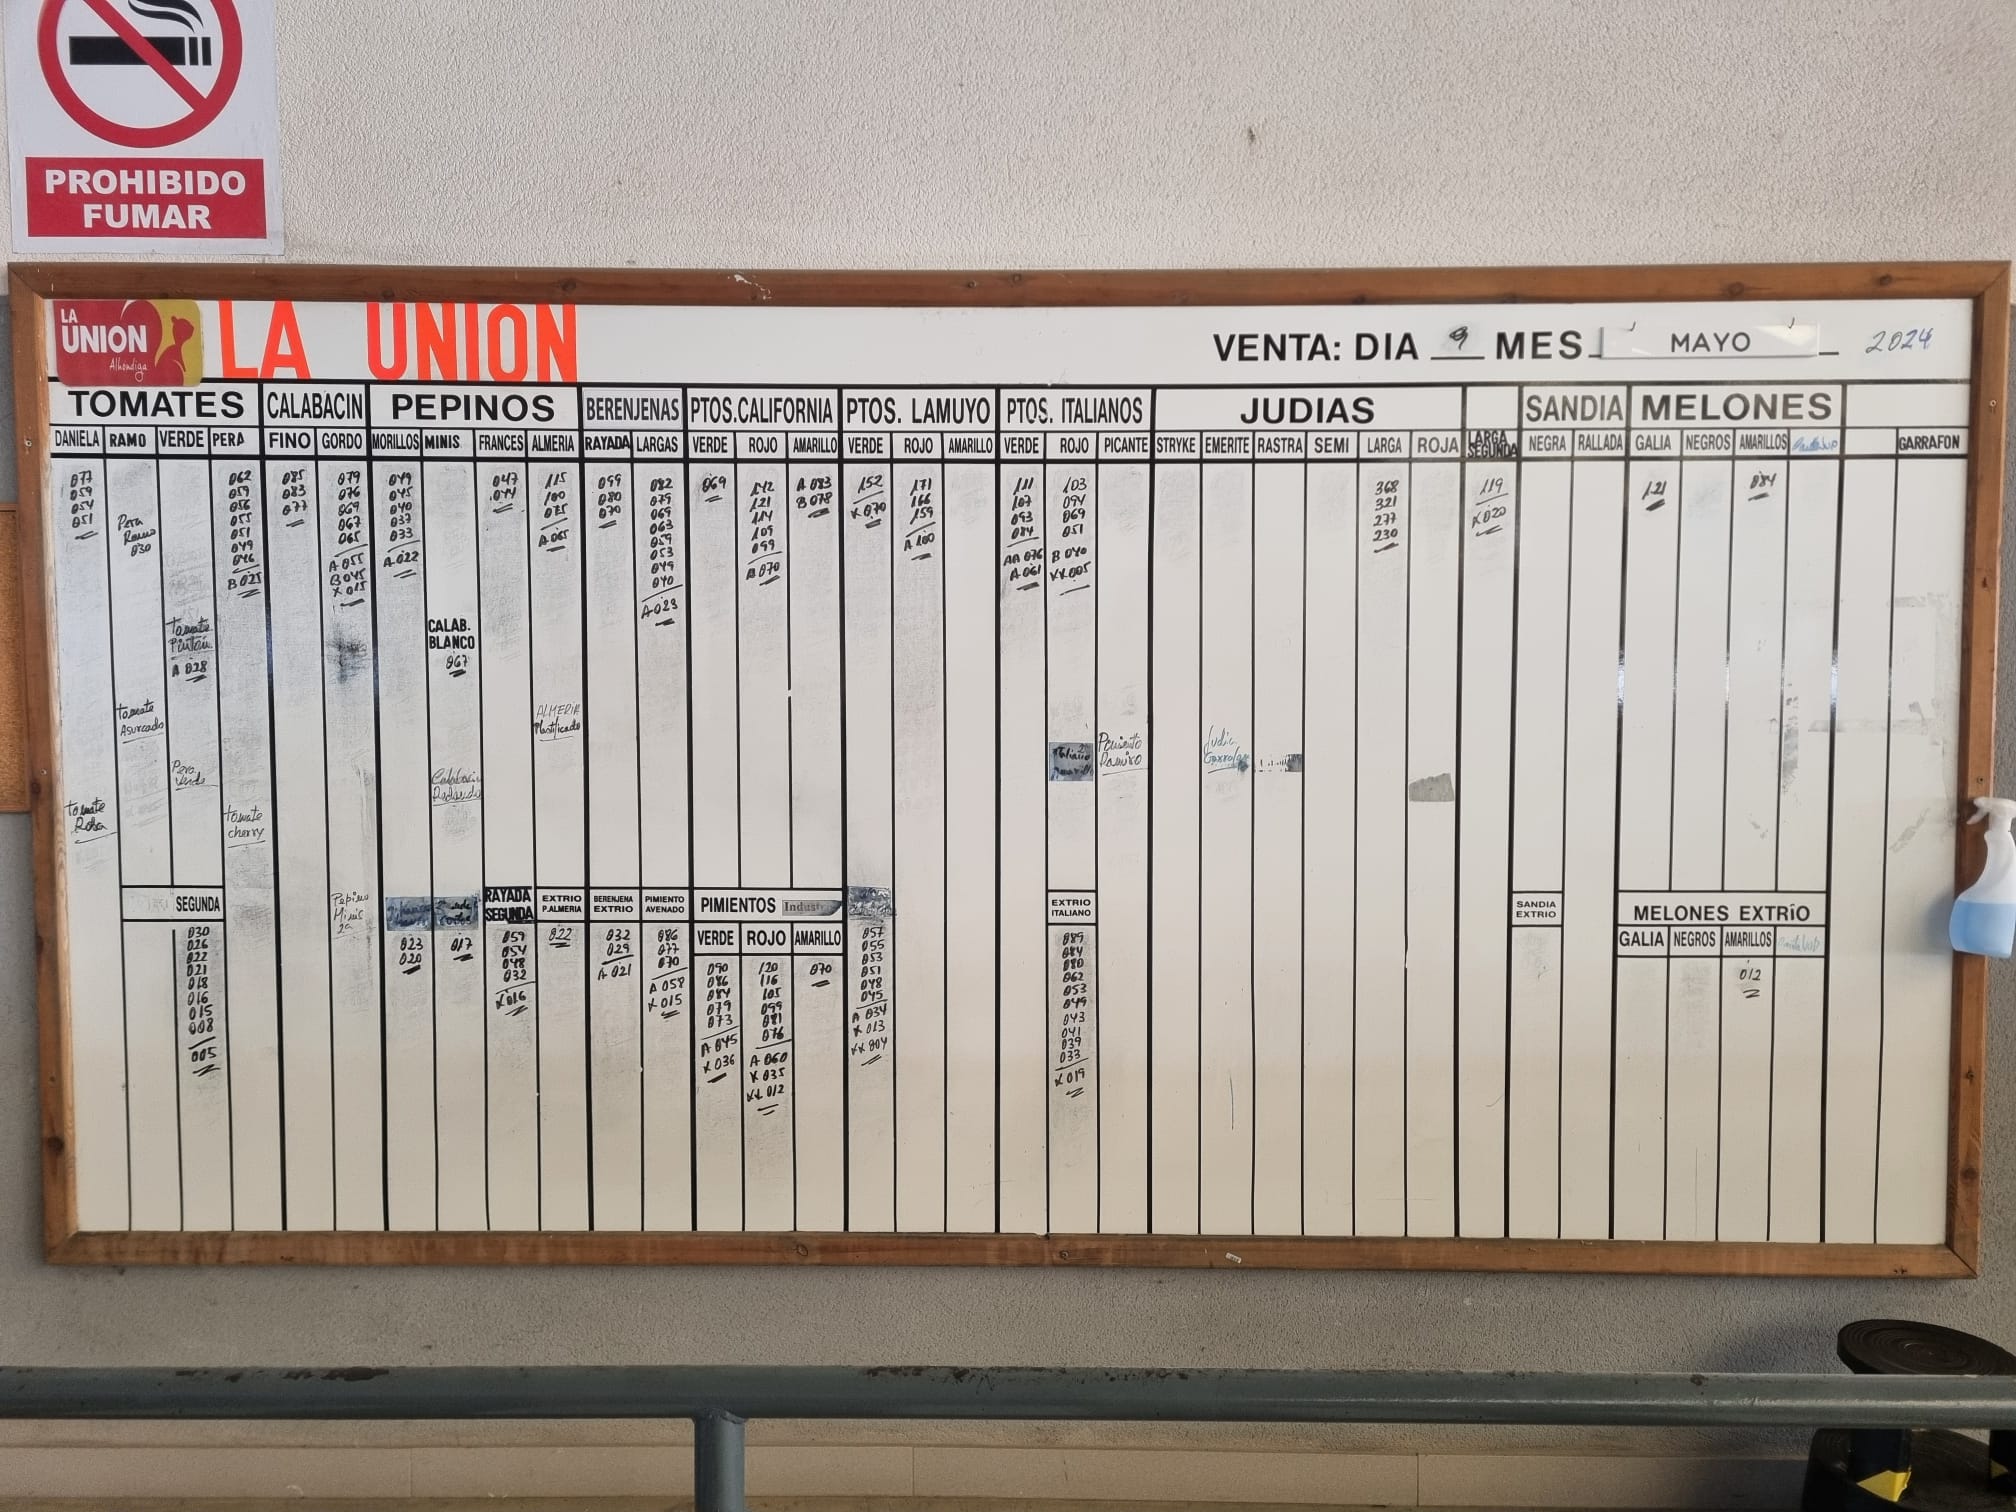 PROHIBIDO
FUMAR
LA
UNION
Alhóndiga
LA UNION
VENTA: DIA 9 MES MAYO 2024
TOMATES CALABACIN PEPINOS BERENJENAS PTOS.CALIFORNIA PTOS. LAMUYO PTOS. ITALIANOS JUDIAS SANDIA MELONES
DANIELA RAMO VERDE PERA FINO GORDO MORILLOS MINIS FRANCES ALMERIA RAYADA LARGAS VERDE ROJO AMARILLO VERDE ROJO AMARILLO VERDE ROJO PICANTE STRYKE EMERITE RASTRA SEMI LARGA ROJA LARGA SEGUNDA NEGRA RALLADA GALIA NEGROS AMARILLOS GARRAFON
077
059
054
051
Pera
Ramo
030
062
059
056
055
051
049
046
B 025
085
083
077
079
076
069
067
065
A 055
B 045
X 015
049
045
040
037
033
A 022
047
044
115
100
075
A 065
099
080
070
082
079
069
063
059
053
049
040
A 023
069
142
121
114
109
099
B 070
A 083
B 078
152
X 070
171
166
159
A 100
111
107
093
084
AA 076
A 061
103
094
069
051
B 040
XX 005
368
321
277
230
119
X 020
121
084
Tomate
Pintón
A 028
CALAB.
BLANCO
067
Tomate
Asurcado
ALMERIA
Plastificado
Pera
Verde
Calabacin
Redondo
Tomate
Rosa
Tomate
cherry
Italiano
Amarillo
Pimiento
Ramiro
Judia
Garrafon
SEGUNDA
030
026
022
021
018
016
015
008
005
Pepino
Minis
2ª
023
020
017
RAYADA
SEGUNDA
059
054
048
032
X 016
EXTRIO
P.ALMERIA
022
BERENJENA
EXTRIO
032
029
A 021
PIMIENTO
AVENADO
086
077
070
A 058
X 015
PIMIENTOS Industr
VERDE ROJO AMARILLO
090
086
084
079
073
A 045
X 036
120
116
105
099
081
076
A 060
X 035
XX 012
070
057
055
053
051
048
045
A 034
X 013
XX 004
EXTRIO
ITALIANO
089
084
080
062
053
049
043
041
039
033
X 019
SANDIA
EXTRIO
MELONES EXTRÍO
GALIA NEGROS AMARILLOS
012